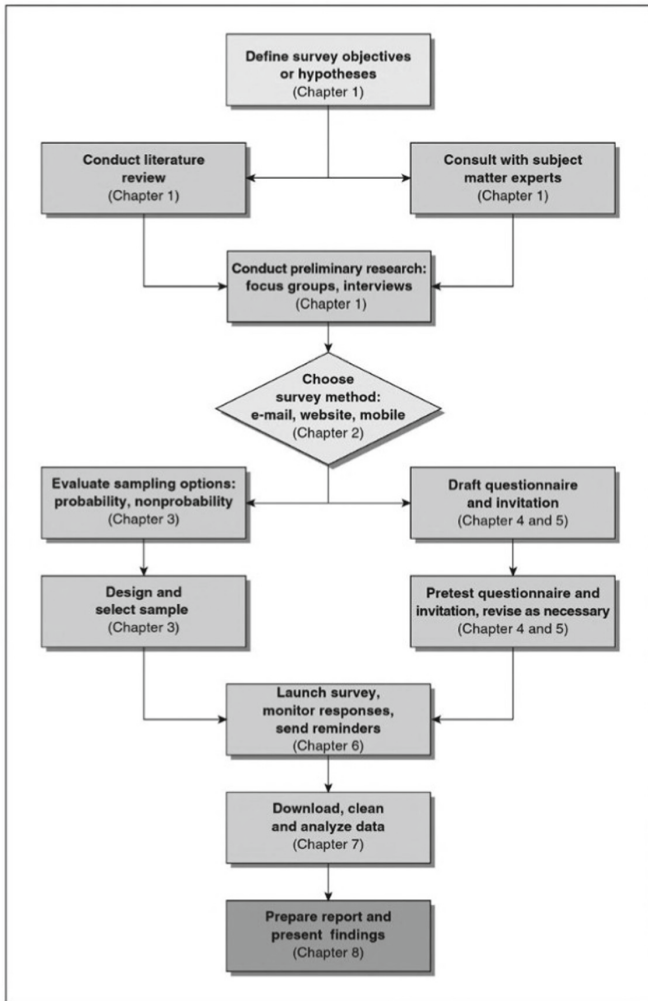 Define survey objectives
or hypotheses
(Chapter 1)
Conduct literature
review
(Chapter 1)
Consult with subject
matter experts
(Chapter 1)
Conduct preliminary research:
focus groups, interviews
(Chapter 1)
Choose
survey method:
e-mail, website, mobile
(Chapter 2)
Evaluate sampling options:
probability, nonprobability
(Chapter 3)
Draft questionnaire
and invitation
(Chapter 4 and 5)
Design and
select sample
(Chapter 3)
Pretest questionnaire and
invitation, revise as necessary
(Chapter 4 and 5)
Launch survey,
monitor responses,
send reminders
(Chapter 6)
Download, clean
and analyze data
(Chapter 7)
Prepare report and
present findings
(Chapter 8)